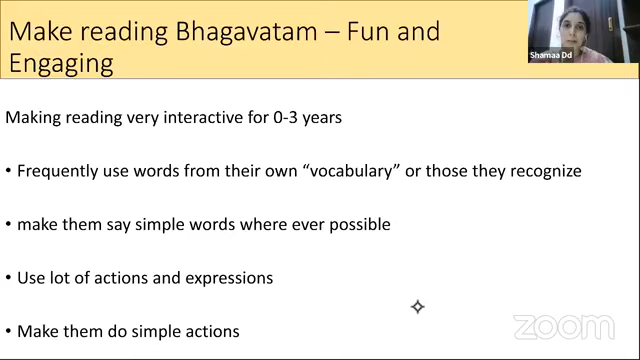 Make reading Bhagavatam – Fun and
Engaging
Shamaa Dd
Making reading very interactive for 0-3 years
• Frequently use words from their own “vocabulary” or those they recognize
• make them say simple words where ever possible
• Use lot of actions and expressions
• Make them do simple actions
zoom